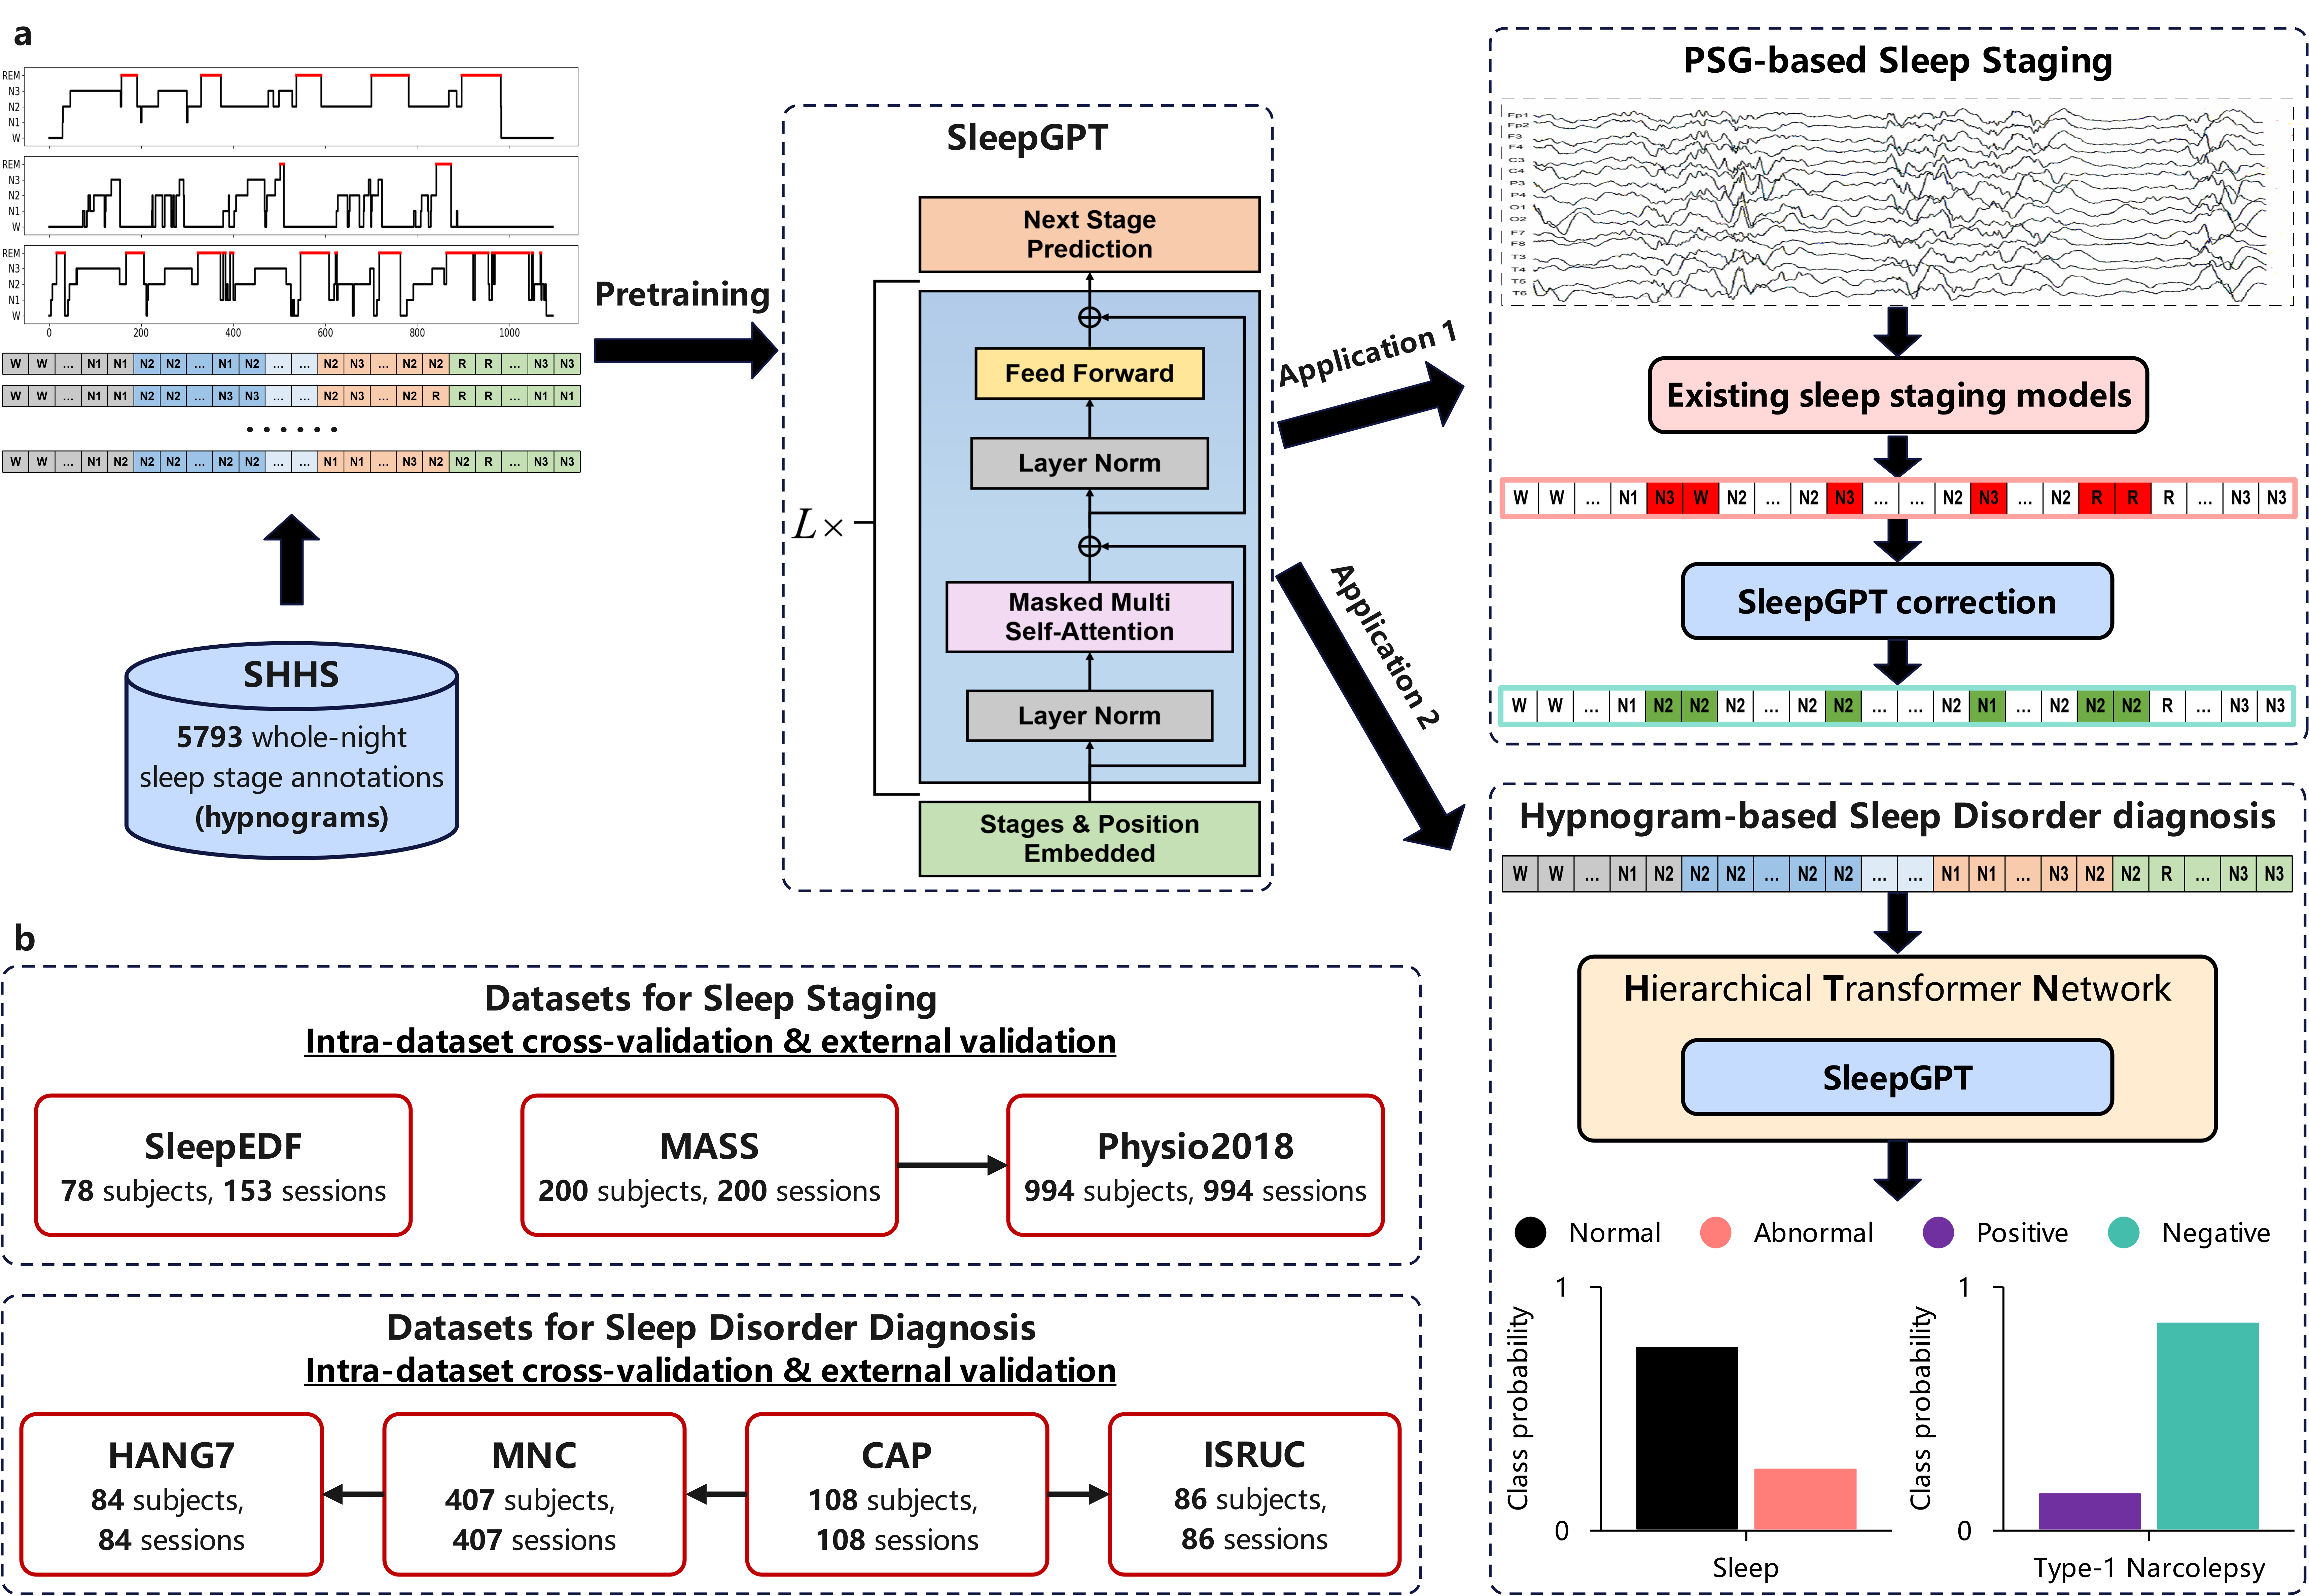 a
REM
N3
N2
N1
W
REM
N3
N2
N1
W
REM
N3
N2
N1
W
0 200 400 600 800 1000
W W ... N1 N1 N2 N2 ... N1 N2 ... ... N2 N3 ... N2 N2 R R ... N3 N3
W W ... N1 N1 N2 N2 ... N3 N3 ... ... N2 N3 ... N2 R R R ... N1 N1
......
W W ... N1 N2 N2 N2 ... N2 N2 ... ... N1 N1 ... N3 N2 N2 R ... N3 N3
SHHS
5793 whole-night
sleep stage annotations
(hypnograms)
Pretraining
SleepGPT
Next Stage
Prediction
Feed Forward
Layer Norm
L×
Masked Multi
Self-Attention
Layer Norm
Stages & Position
Embedded
Application 1
Application 2
PSG-based Sleep Staging
Fp1
Fp2
F3
F4
C3
C4
P3
P4
O1
O2
F7
F8
T3
T4
T5
T6
Existing sleep staging models
W W ... N1 N3 W N2 ... N2 N3 ... ... N2 N3 ... N2 R R R ... N3 N3
SleepGPT correction
W W ... N1 N2 N2 N2 ... N2 N2 ... ... N2 N1 ... N2 N2 N2 R ... N3 N3
Hypnogram-based Sleep Disorder diagnosis
W W ... N1 N2 N2 N2 ... N2 N2 ... ... N1 N1 ... N3 N2 N2 R ... N3 N3
Hierarchical Transformer Network
SleepGPT
Normal Abnormal Positive Negative
1
Class probability
0
Sleep
1
Class probability
0
Type-1 Narcolepsy
b
Datasets for Sleep Staging
Intra-dataset cross-validation & external validation
SleepEDF
78 subjects, 153 sessions
MASS
200 subjects, 200 sessions
Physio2018
994 subjects, 994 sessions
Datasets for Sleep Disorder Diagnosis
Intra-dataset cross-validation & external validation
HANG7
84 subjects,
84 sessions
MNC
407 subjects,
407 sessions
CAP
108 subjects,
108 sessions
ISRUC
86 subjects,
86 sessions